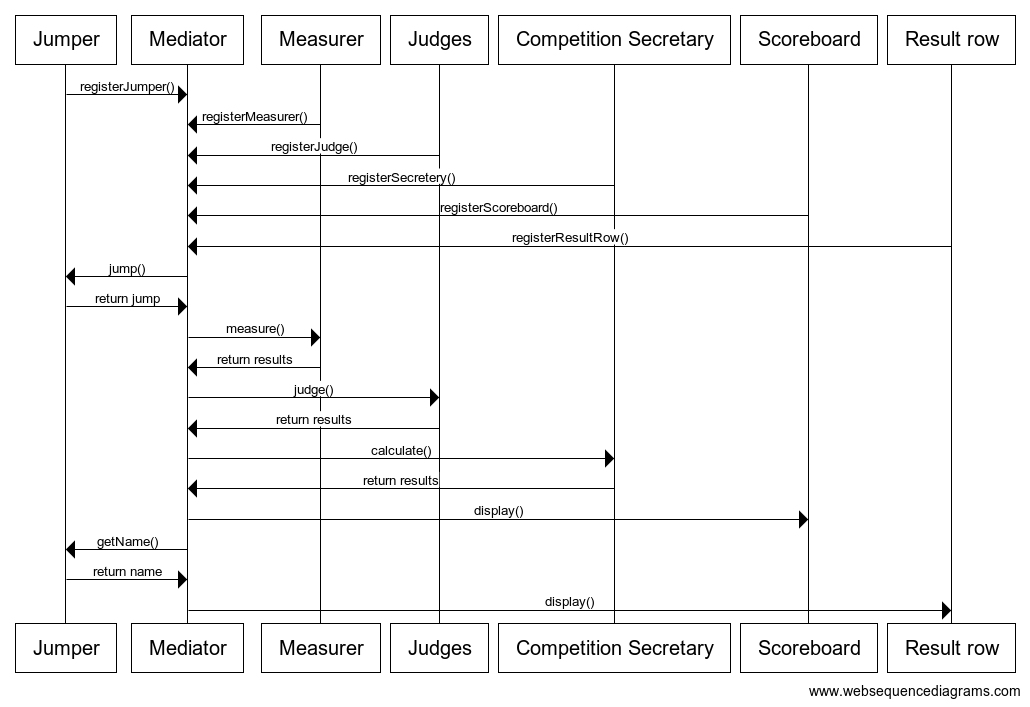 Jumper Mediator Measurer Judges Competition Secretary Scoreboard Result row
registerJumper()
registerMeasurer()
registerJudge()
registerSecretery()
registerScoreboard()
registerResultRow()
jump()
return jump
measure()
return results
judge()
return results
calculate()
return results
display()
getName()
return name
display()
Jumper Mediator Measurer Judges Competition Secretary Scoreboard Result row
www.websequencediagrams.com